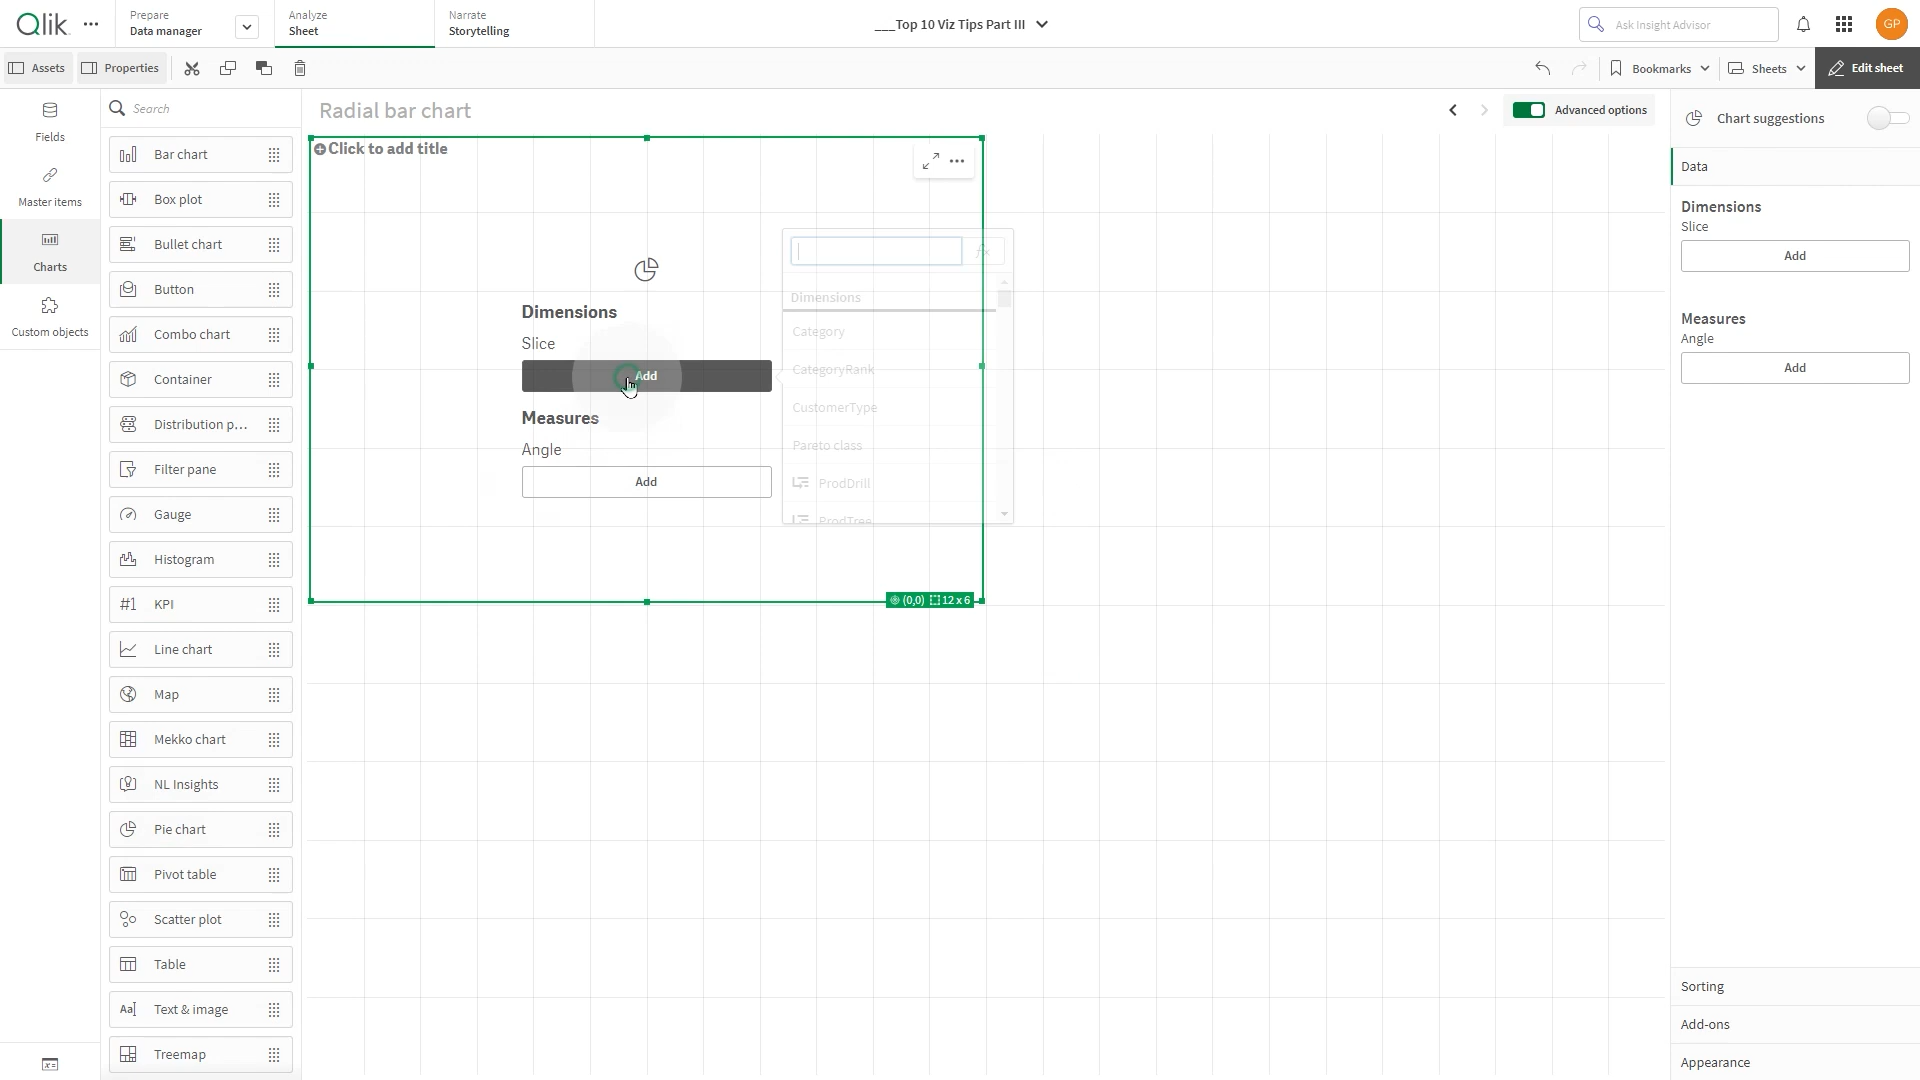 Qlik
Prepare
Data manager
Analyze
Sheet
Narrate
Storytelling
___Top 10 Viz Tips Part III
Ask Insight Advisor
GP
Assets
Properties
Bookmarks
Sheets
Edit sheet
Fields
Master items
Charts
Custom objects
Search
Bar chart
Box plot
Bullet chart
Button
Combo chart
Container
Distribution p...
Filter pane
Gauge
Histogram
#1 KPI
Line chart
Map
Mekko chart
NL Insights
Pie chart
Pivot table
Scatter plot
Table
Aa Text & image
Treemap
Radial bar chart
Advanced options
Click to add title
Dimensions
Slice
Add
Measures
Angle
Add
fx
Dimensions
Category
CategoryRank
CustomerType
Pareto class
ProdDrill
ProdTree
(0,0) 12 x 6
Chart suggestions
Data
Dimensions
Slice
Add
Measures
Angle
Add
Sorting
Add-ons
Appearance